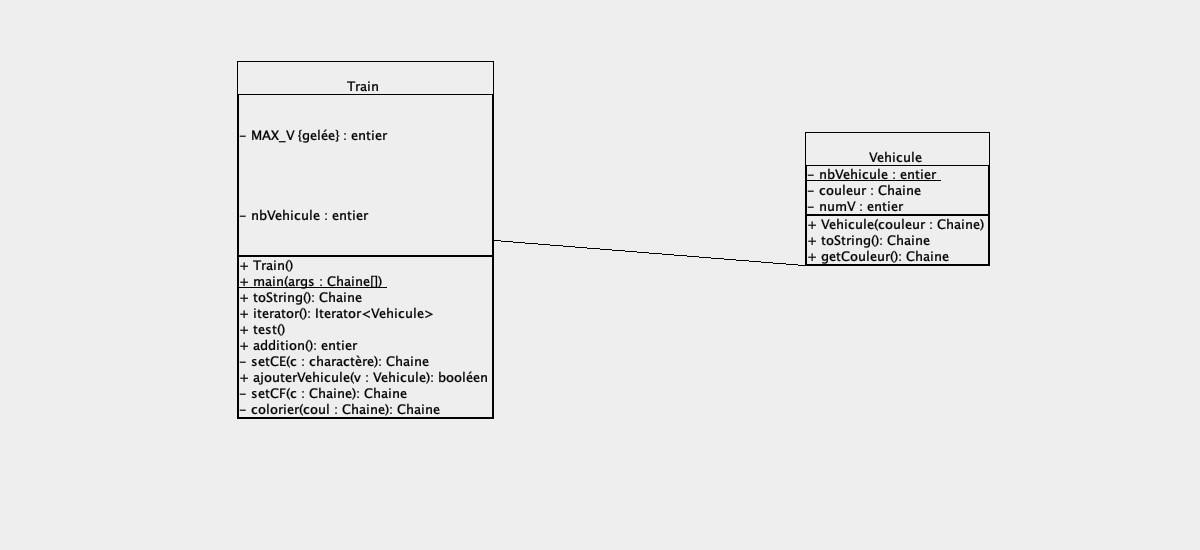 Train
- MAX_V {gelée} : entier
- nbVehicule : entier
+ Train()
+ main(args : Chaine[])
+ toString(): Chaine
+ iterator(): Iterator<Vehicule>
+ test()
+ addition(): entier
- setCE(c : charactère): Chaine
+ ajouterVehicule(v : Vehicule): booléen
- setCF(c : Chaine): Chaine
- colorier(coul : Chaine): Chaine
Vehicule
- nbVehicule : entier
- couleur : Chaine
- numV : entier
+ Vehicule(couleur : Chaine)
+ toString(): Chaine
+ getCouleur(): Chaine